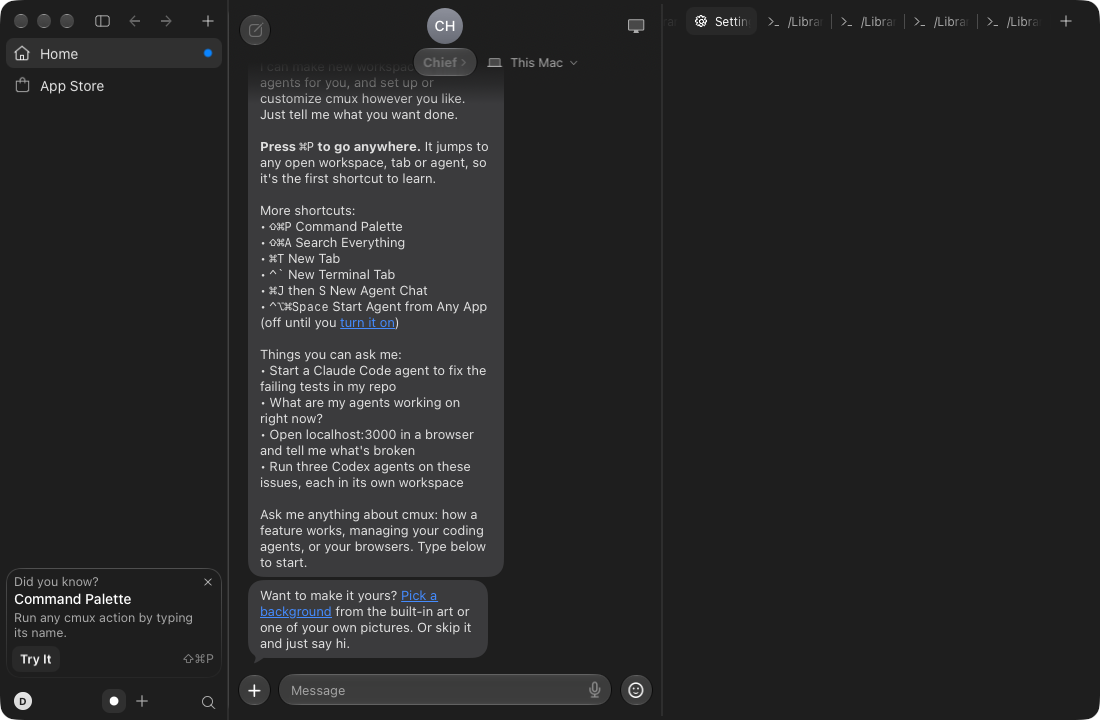 CH
Settin
/Librar
/Librar
/Librar
/Librar
Home
App Store
Chief
This Mac
I can make new workspac
agents for you, and set up or
customize cmux however you like.
Just tell me what you want done.
Press ⌘P to go anywhere. It jumps to
any open workspace, tab or agent, so
it's the first shortcut to learn.
More shortcuts:
• ⇧⌘P Command Palette
• ⇧⌘A Search Everything
• ⌘T New Tab
• ^` New Terminal Tab
• ⌘J then S New Agent Chat
• ^⌥⌘Space Start Agent from Any App
(off until you turn it on)
Things you can ask me:
• Start a Claude Code agent to fix the
failing tests in my repo
• What are my agents working on
right now?
• Open localhost:3000 in a browser
and tell me what's broken
• Run three Codex agents on these
issues, each in its own workspace
Ask me anything about cmux: how a
feature works, managing your coding
agents, or your browsers. Type below
to start.
Want to make it yours? Pick a
background from the built-in art or
one of your own pictures. Or skip it
and just say hi.
Did you know?
Command Palette
Run any cmux action by typing
its name.
Try It
⇧⌘P
D
Message